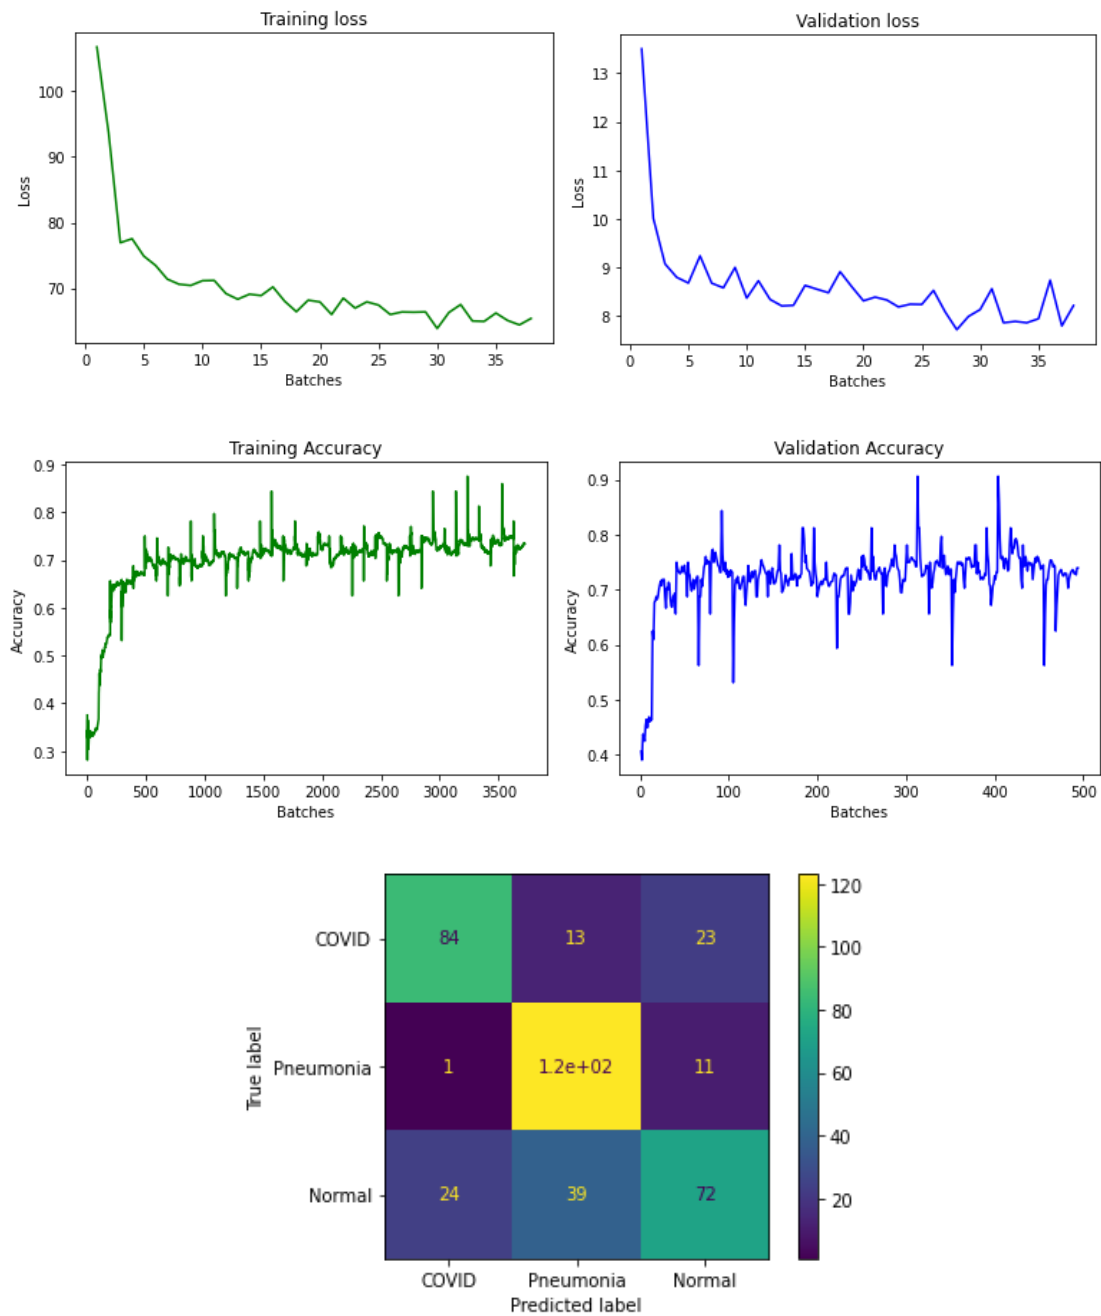 Training loss
Loss
100
90
80
70
0 5 10 15 20 25 30 35
Batches
Validation loss
Loss
13
12
11
10
9
8
0 5 10 15 20 25 30 35
Batches
Training Accuracy
Accuracy
0.9
0.8
0.7
0.6
0.5
0.4
0.3
0 500 1000 1500 2000 2500 3000 3500
Batches
Validation Accuracy
Accuracy
0.9
0.8
0.7
0.6
0.5
0.4
0 100 200 300 400 500
Batches
True label
COVID 84 13 23
Pneumonia 1 1.2e+02 11
Normal 24 39 72
COVID Pneumonia Normal
Predicted label
120
100
80
60
40
20